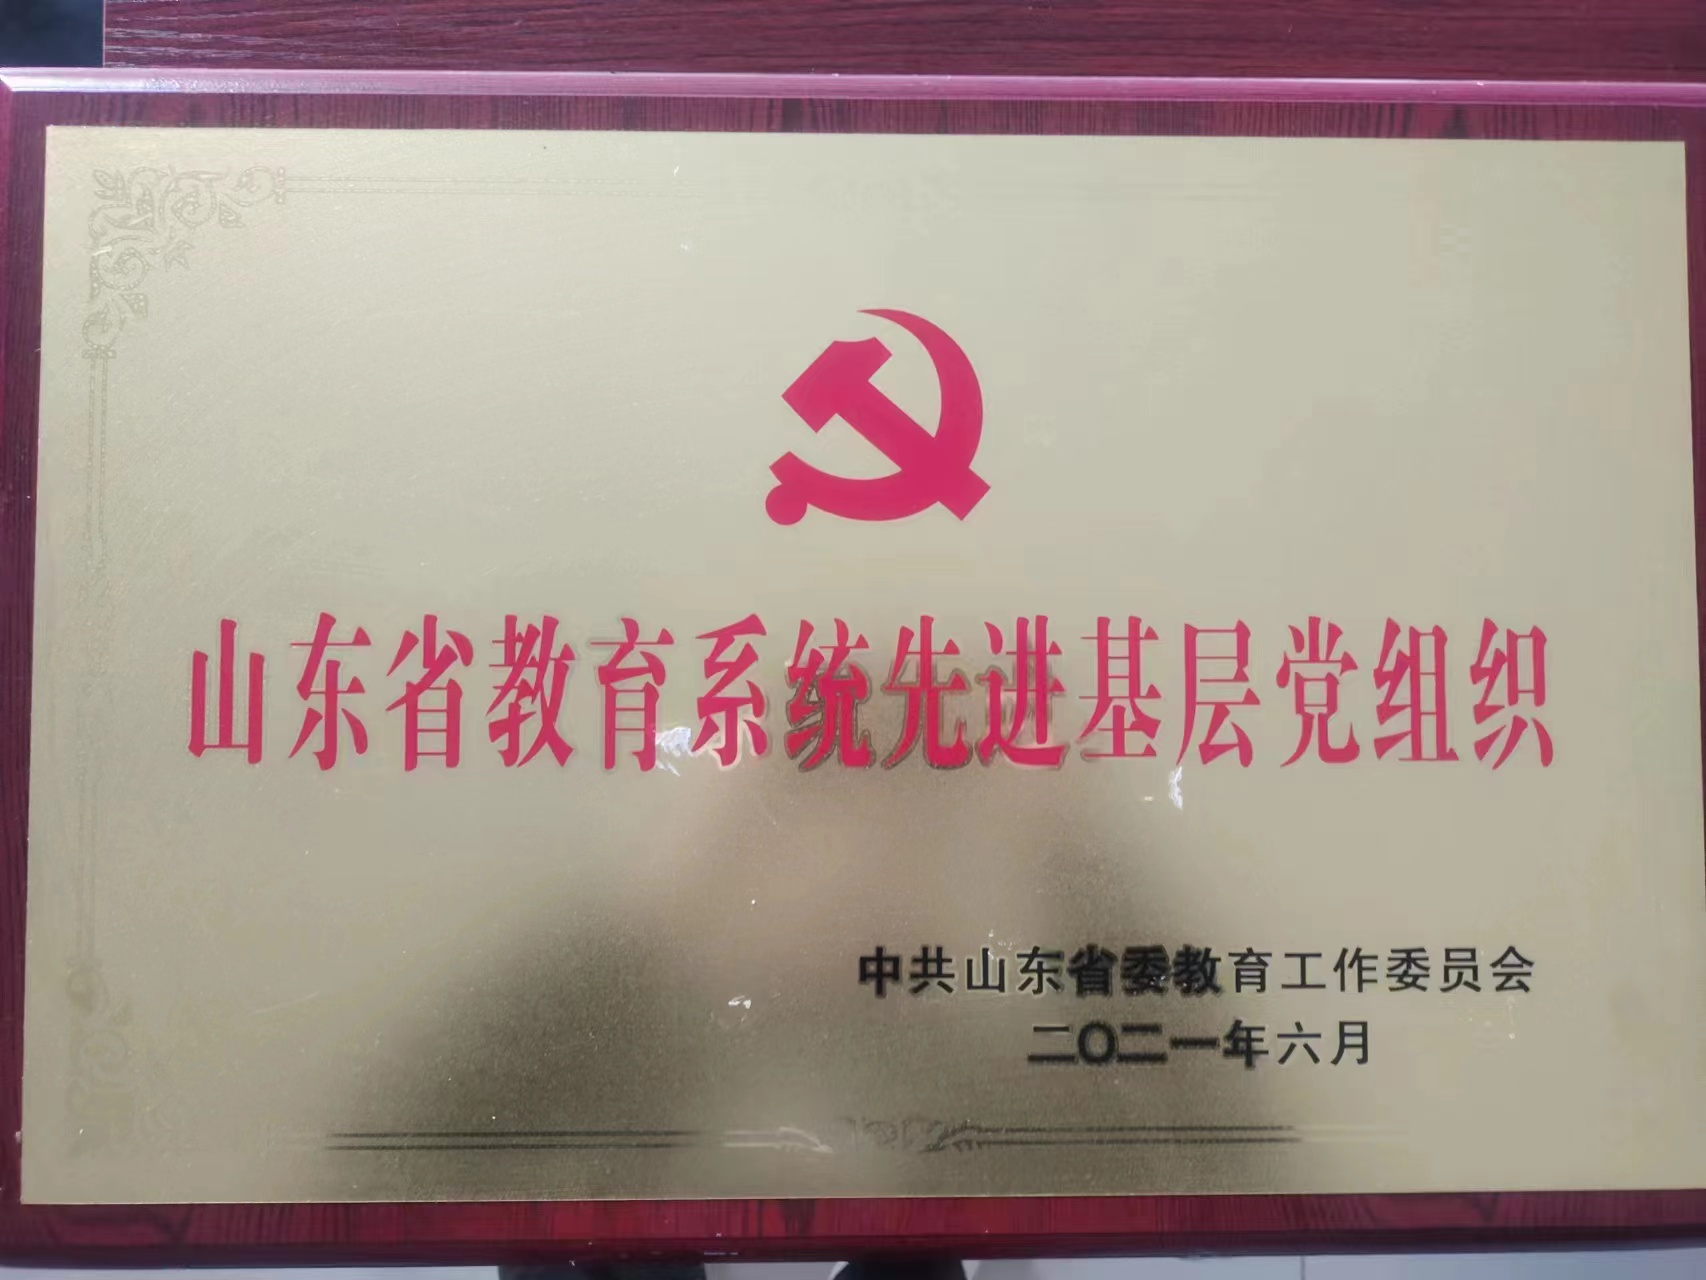 山东省教育系统先进基层党组织
中共山东省委教育工作委员会
二〇二一年六月